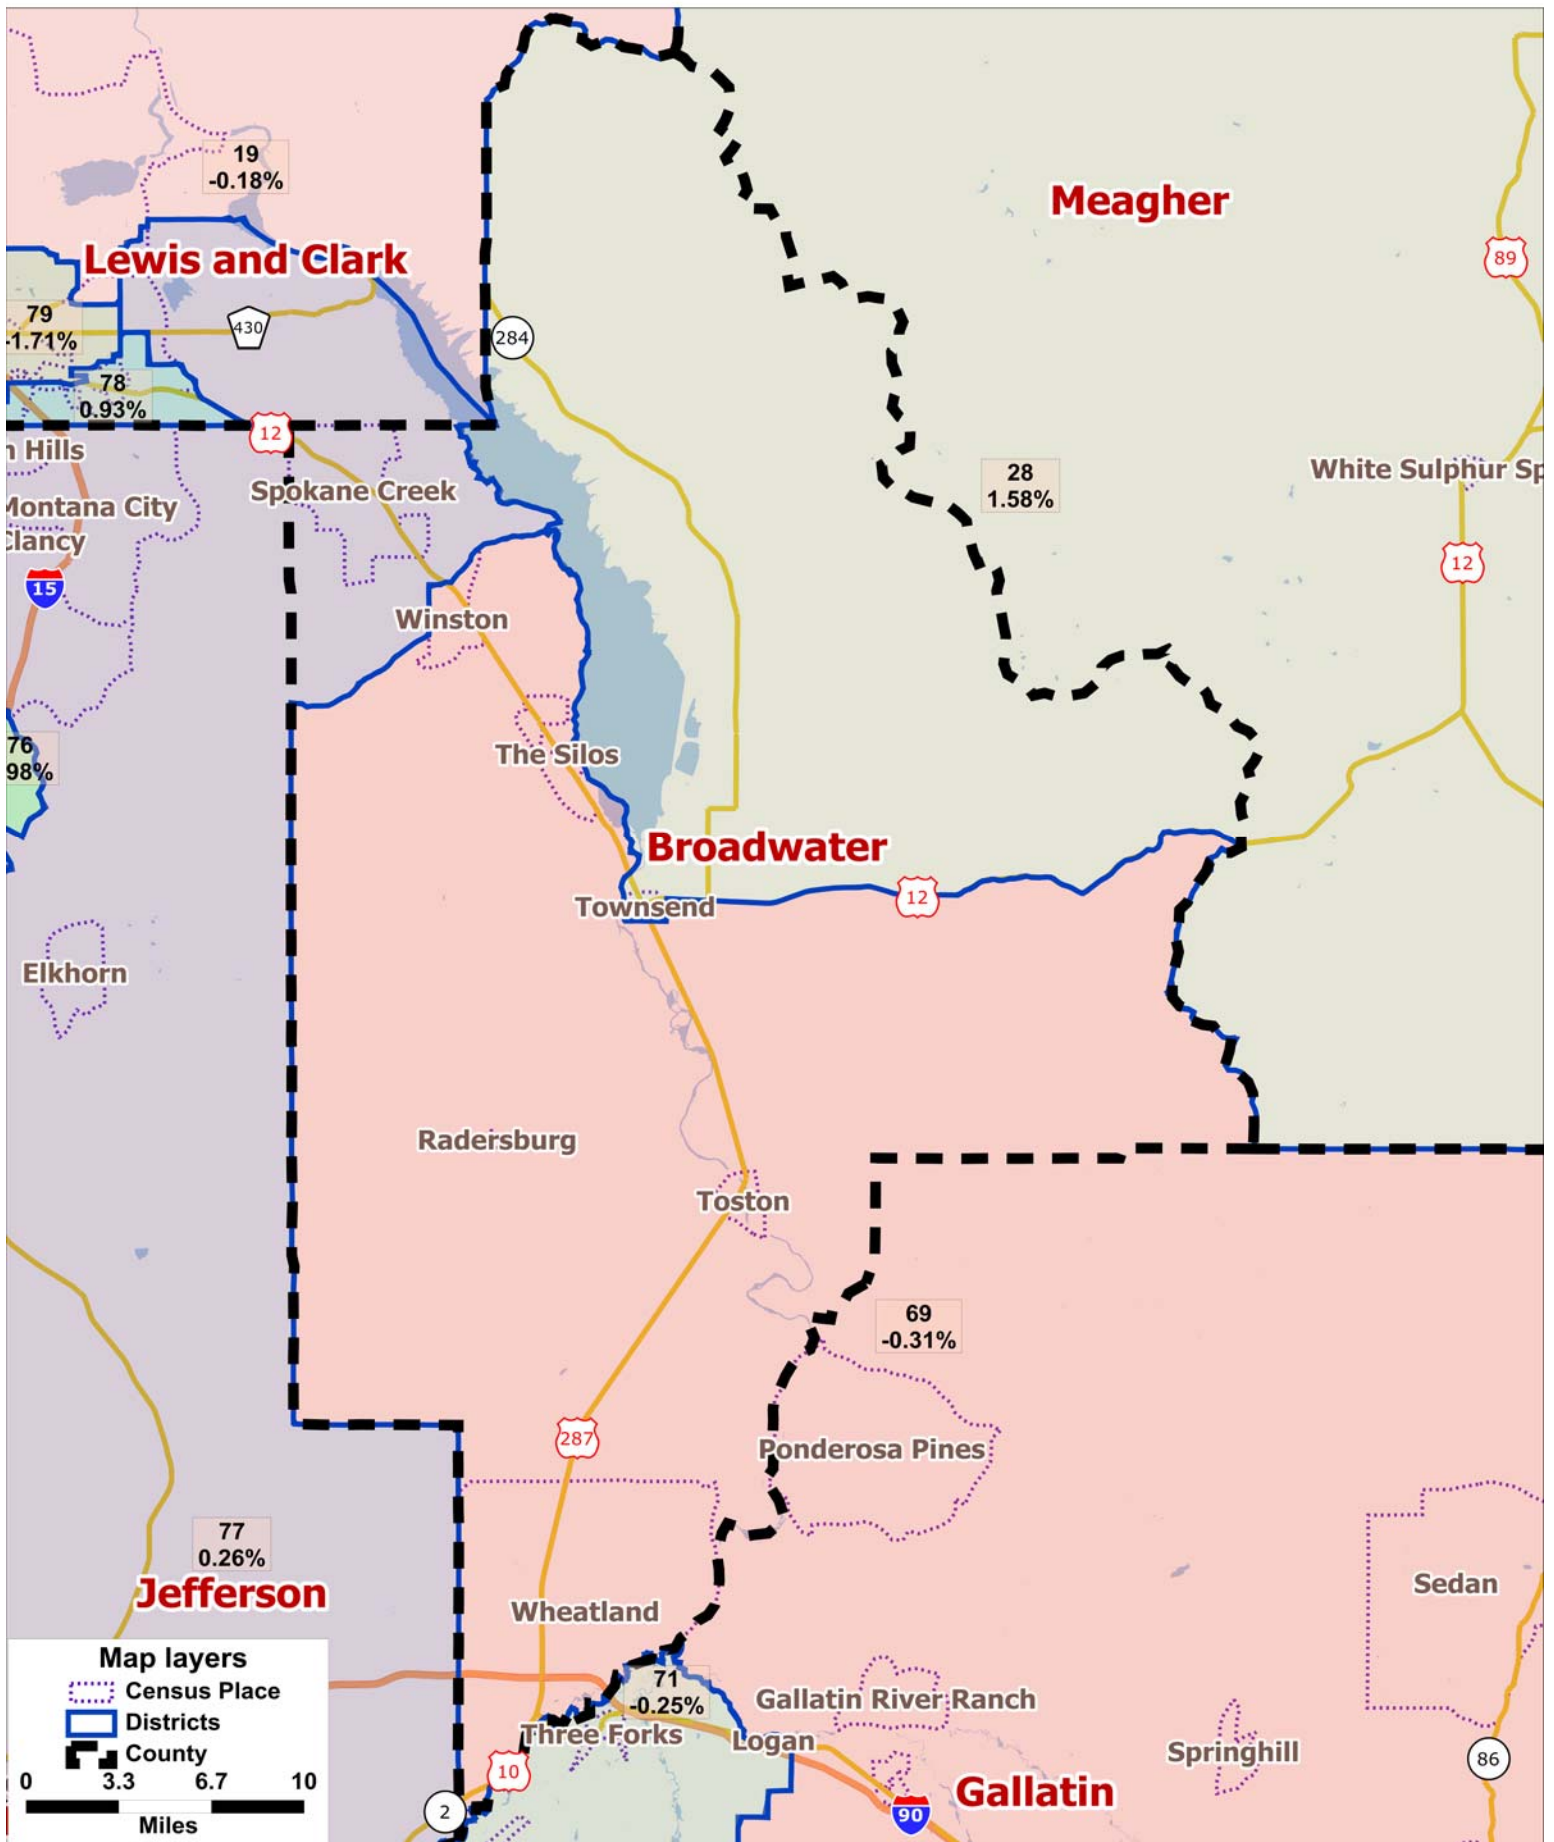 19
-0.18%
Meagher
Lewis and Clark
89
79
-1.71%
430
284
78
0.93%
12
n Hills
28
1.58%
White Sulphur Sp
Spokane Creek
Montana City
Clancy
12
15
Winston
76
98%
The Silos
Broadwater
12
Townsend
Elkhorn
Radersburg
Toston
69
-0.31%
287
Ponderosa Pines
77
0.26%
Jefferson
Sedan
Wheatland
Map layers
Census Place
Districts
County
0 3.3 6.7 10
Miles
71
-0.25%
Gallatin River Ranch
Three Forks
Logan
Springhill
86
10
Gallatin
2
90